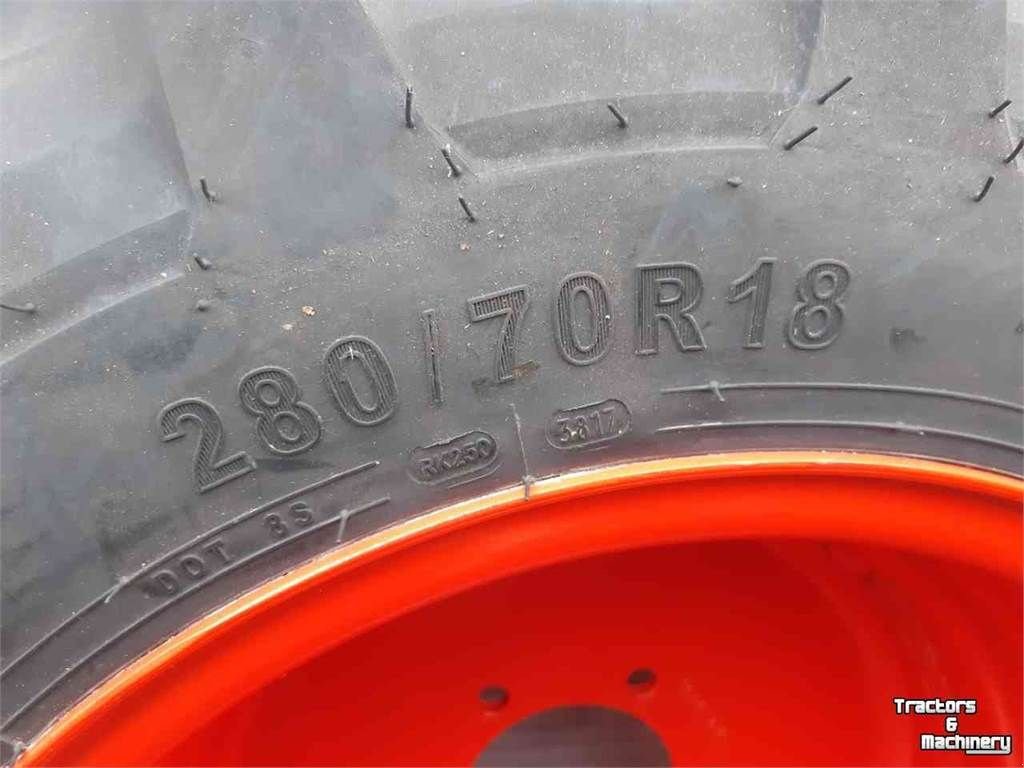 280/70R18
RK250
3817
DOT 8S
Tractors
&
Machinery